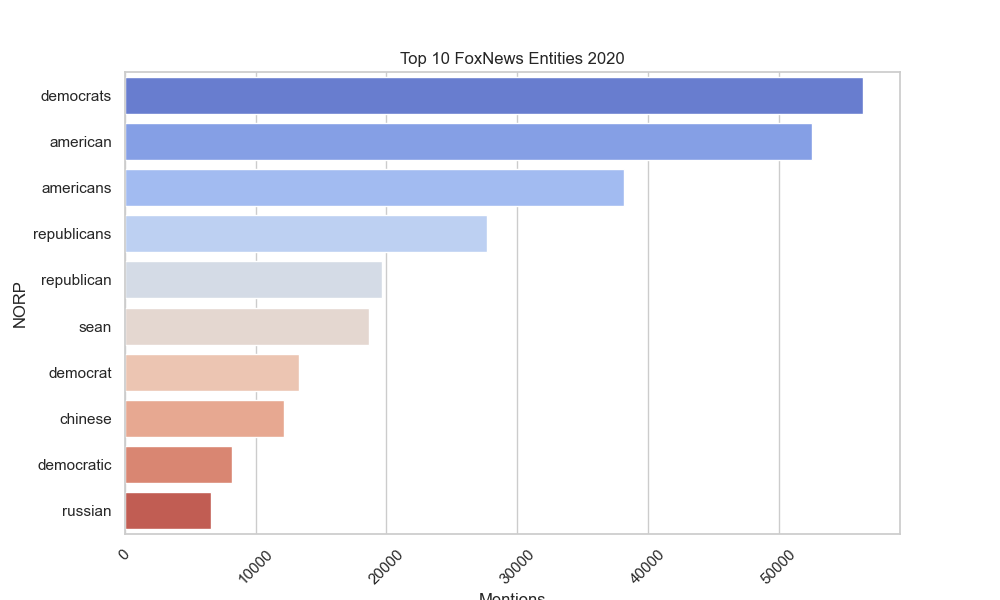 Top 10 FoxNews Entities 2020
NORP
democrats
american
americans
republicans
republican
sean
democrat
chinese
democratic
russian
0
10000
20000
30000
40000
50000
Mentions